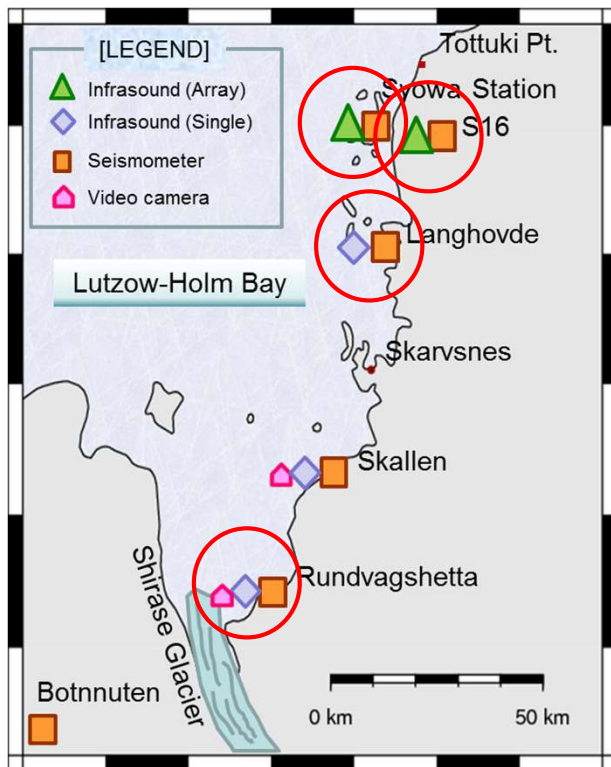 [LEGEND]
Infrasound (Array)
Infrasound (Single)
Seismometer
Video camera
Tottuki Pt.
Syowa Station
S16
Langhovde
Lutzow-Holm Bay
Skarvsnes
Skallen
Rundvagshetta
Shirase Glacier
Botnnuten
0 km
50 km